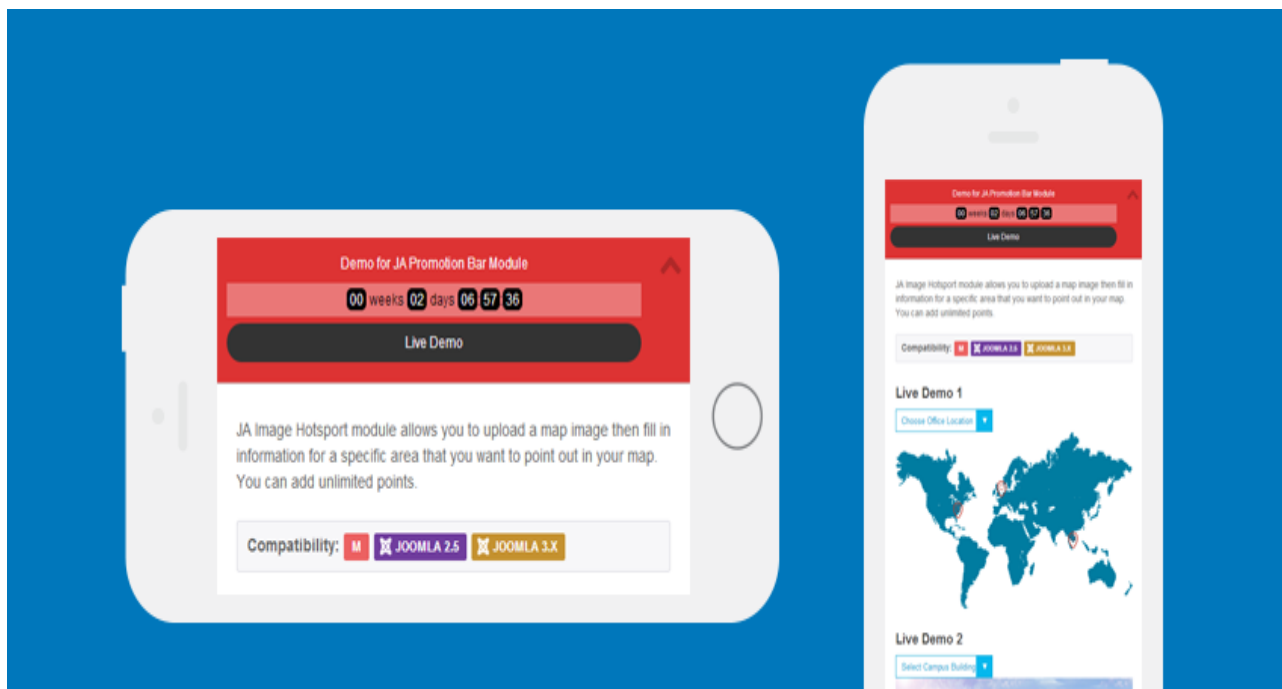 Demo for JA Promotion Bar Module
00 weeks 02 days 06 57 36
Live Demo
JA Image Hotsport module allows you to upload a map image then fill in
information for a specific area that you want to point out in your map.
You can add unlimited points.
Compatibility: M JOOMLA 2.5 JOOMLA 3.X
Demo for JA Promotion Bar Module
00 weeks 02 days 06 57 36
Live Demo
JA Image Hotsport module allows you to upload a map image then fill in
information for a specific area that you want to point out in your map.
You can add unlimited points.
Compatibility: M JOOMLA 2.5 JOOMLA 3.X
Live Demo 1
Choose Office Location
Live Demo 2
Select Campus Building